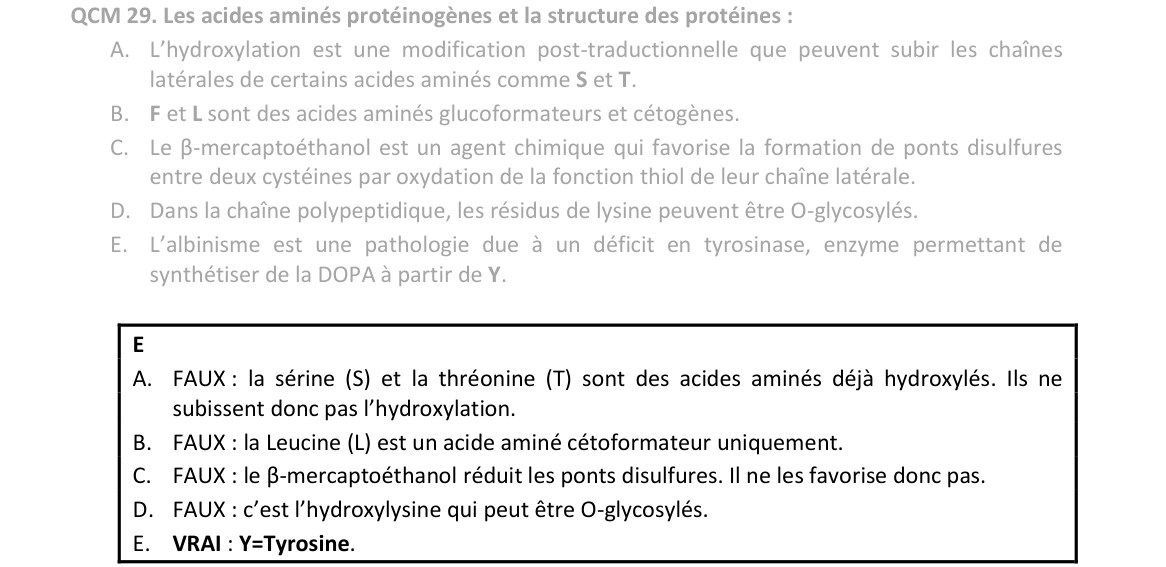 QCM 29. Les acides aminés protéinogènes et la structure des protéines :
A. L’hydroxylation est une modification post-traductionnelle que peuvent subir les chaînes
latérales de certains acides aminés comme S et T.
B. F et L sont des acides aminés glucoformateurs et cétogènes.
C. Le β-mercaptoéthanol est un agent chimique qui favorise la formation de ponts disulfures
entre deux cystéines par oxydation de la fonction thiol de leur chaîne latérale.
D. Dans la chaîne polypeptidique, les résidus de lysine peuvent être O-glycosylés.
E. L’albinisme est une pathologie due à un déficit en tyrosinase, enzyme permettant de
synthétiser de la DOPA à partir de Y.
E
A. FAUX : la sérine (S) et la thréonine (T) sont des acides aminés déjà hydroxylés. Ils ne
subissent donc pas l’hydroxylation.
B. FAUX : la Leucine (L) est un acide aminé cétoformateur uniquement.
C. FAUX : le β-mercaptoéthanol réduit les ponts disulfures. Il ne les favorise donc pas.
D. FAUX : c’est l’hydroxylysine qui peut être O-glycosylés.
E. VRAI : Y=Tyrosine.